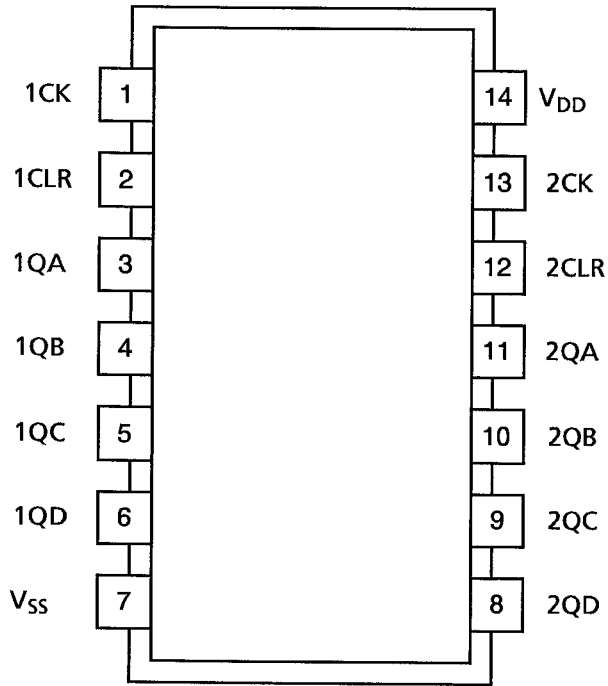 1CK 1 14 VDD
1CLR 2 13 2CK
1QA 3 12 2CLR
1QB 4 11 2QA
1QC 5 10 2QB
1QD 6 9 2QC
VSS 7 8 2QD